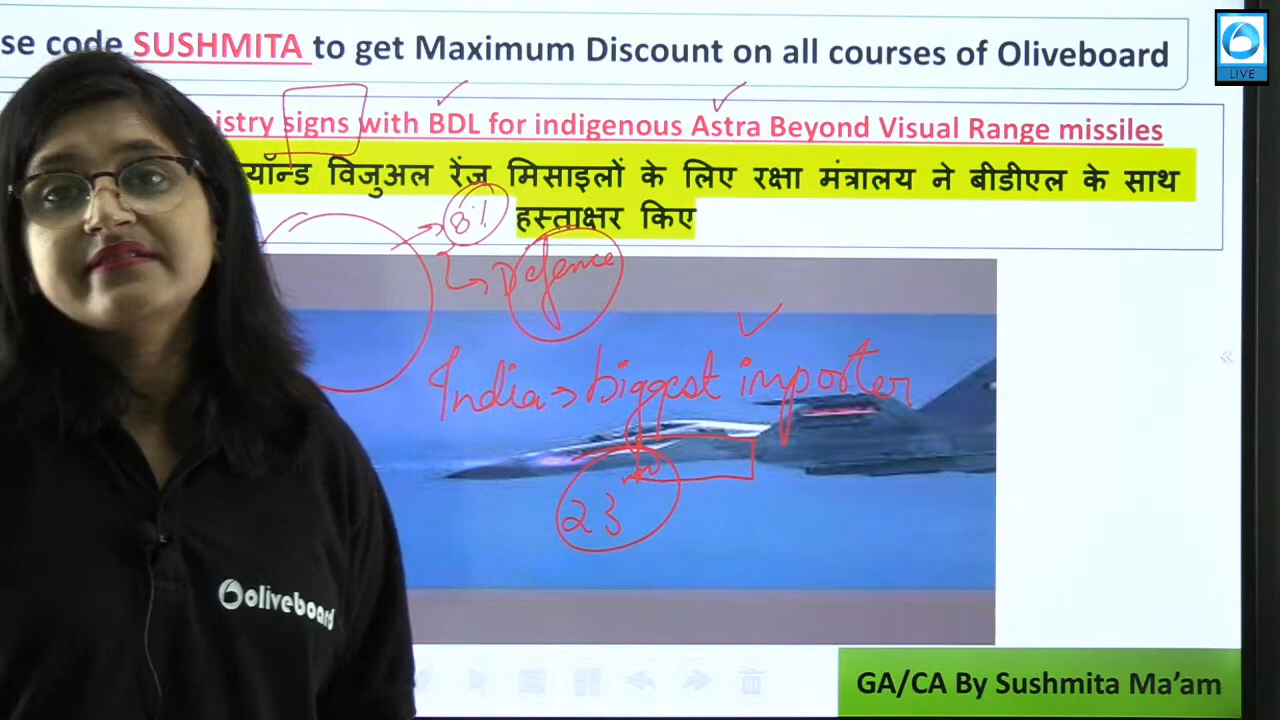 se code SUSHMITA to get Maximum Discount on all courses of Oliveboard
LIVE
istry signs with BDL for indigenous Astra Beyond Visual Range missiles
यॉन्ड विजुअल रेंज मिसाइलों के लिए रक्षा मंत्रालय ने बीडीएल के साथ
हस्ताक्षर किए
8%
Defence
India → biggest importer
23
oliveboard
GA/CA By Sushmita Ma'am